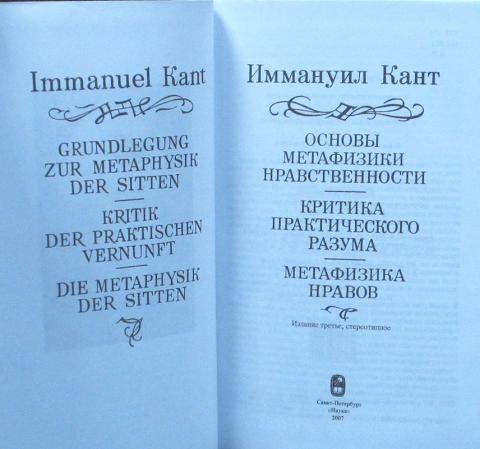 Immanuel Kant
GRUNDLEGUNG
ZUR METAPHYSIK
DER SITTEN
KRITIK
DER PRAKTISCHEN
VERNUNFT
DIE METAPHYSIK
DER SITTEN
Иммануил Кант
ОСНОВЫ
МЕТАФИЗИКИ
НРАВСТВЕННОСТИ
КРИТИКА
ПРАКТИЧЕСКОГО
РАЗУМА
МЕТАФИЗИКА
НРАВОВ
Издание третье, стереотипное
Санкт-Петербург
«Наука»
2007